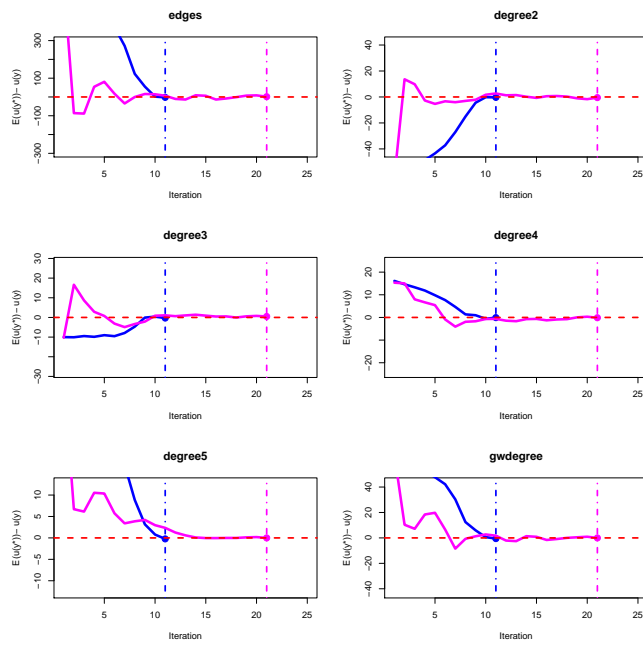 edges
300
100
0
-100
-300
E(u(y*))− u(y)
5 10 15 20 25
Iteration
degree2
40
20
0
-20
-40
E(u(y*))− u(y)
5 10 15 20 25
Iteration
degree3
30
20
10
0
-10
-30
E(u(y*))− u(y)
5 10 15 20 25
Iteration
degree4
20
10
0
-20
E(u(y*))− u(y)
5 10 15 20 25
Iteration
degree5
10
5
0
-5
-10
E(u(y*))− u(y)
5 10 15 20 25
Iteration
gwdegree
40
20
0
-20
-40
E(u(y*))− u(y)
5 10 15 20 25
Iteration